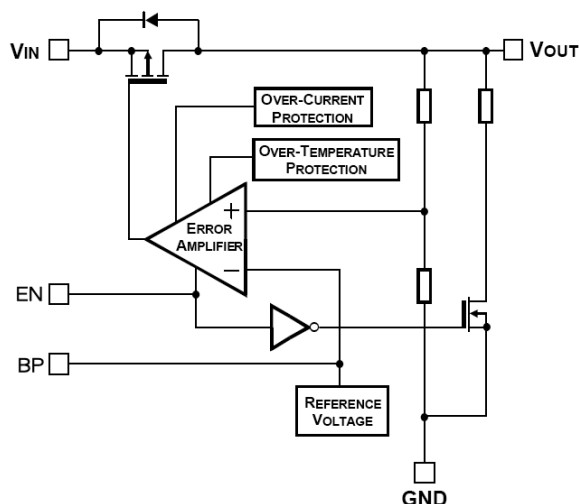 VIN
VOUT
OVER-CURRENT
PROTECTION
OVER-TEMPERATURE
PROTECTION
+
ERROR
AMPLIFIER
−
EN
BP
REFERENCE
VOLTAGE
GND